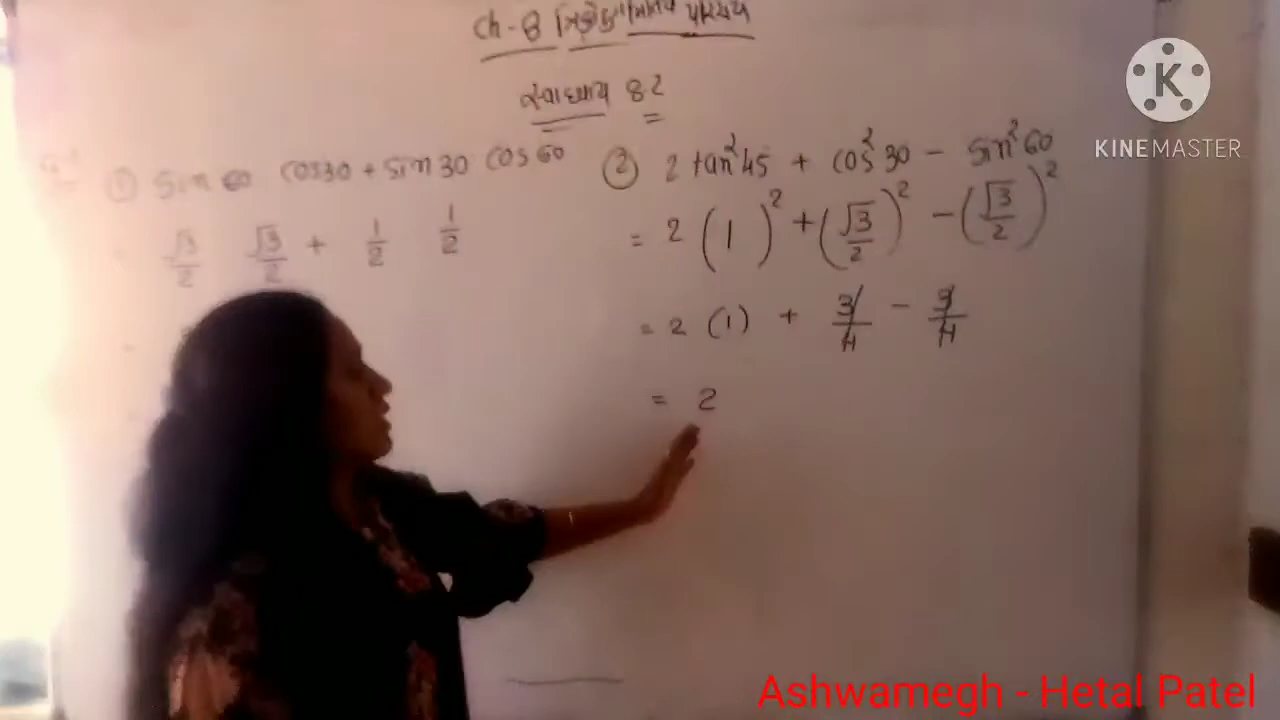 Ch-8 ત્રિકોણમિતિય પરિચય
સ્વાધ્યાય 8.2
① Sin 60 cos30 + sin 30 cos 60
√3/2 √3/2 + 1/2 1/2
② 2 tan²45 + cos²30 − sin²60
= 2 (1)² + (√3/2)² − (√3/2)²
= 2 (1) + 3/4 − 3/4
= 2
KINEMASTER
Ashwamegh - Hetal Patel